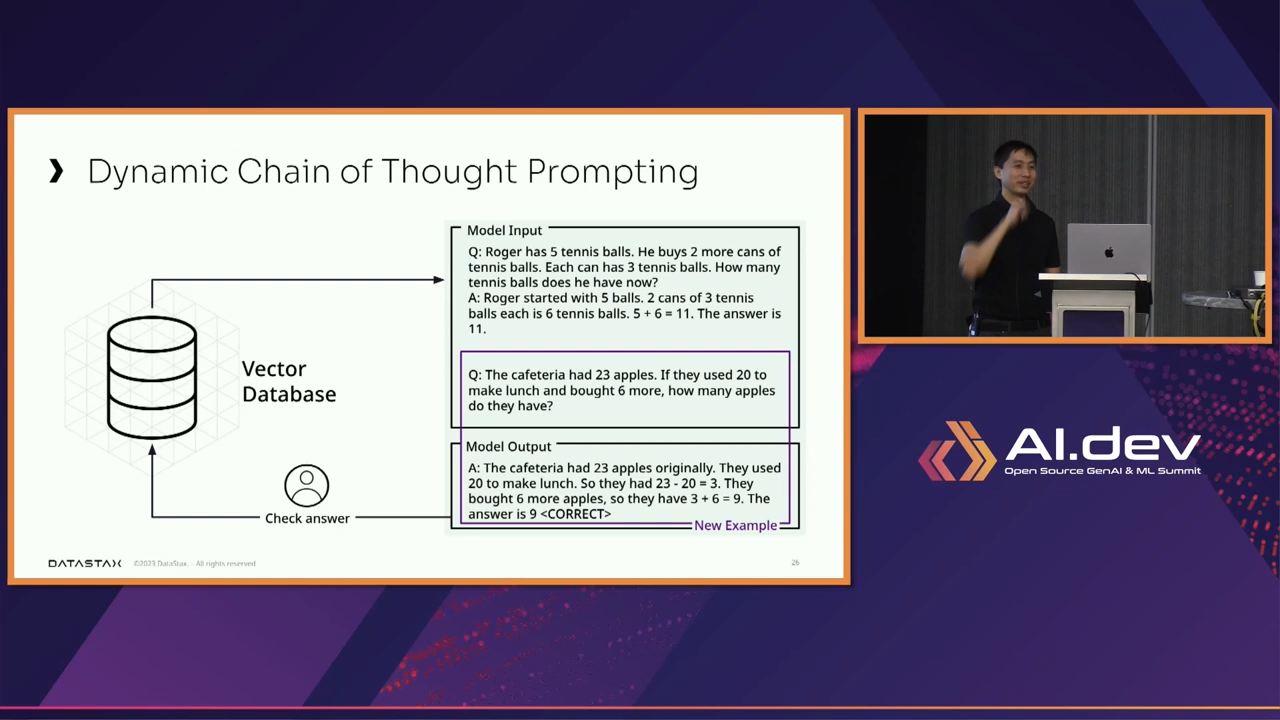 Dynamic Chain of Thought Prompting
Vector
Database
Check answer
Model Input
Q: Roger has 5 tennis balls. He buys 2 more cans of
tennis balls. Each can has 3 tennis balls. How many
tennis balls does he have now?
A: Roger started with 5 balls. 2 cans of 3 tennis
balls each is 6 tennis balls. 5 + 6 = 11. The answer is
11.
Q: The cafeteria had 23 apples. If they used 20 to
make lunch and bought 6 more, how many apples
do they have?
Model Output
A: The cafeteria had 23 apples originally. They used
20 to make lunch. So they had 23 - 20 = 3. They
bought 6 more apples, so they have 3 + 6 = 9. The
answer is 9 <CORRECT>
New Example
DATASTAX
©2023 DataStax. - All rights reserved
26
AI.dev
Open Source GenAI & ML Summit